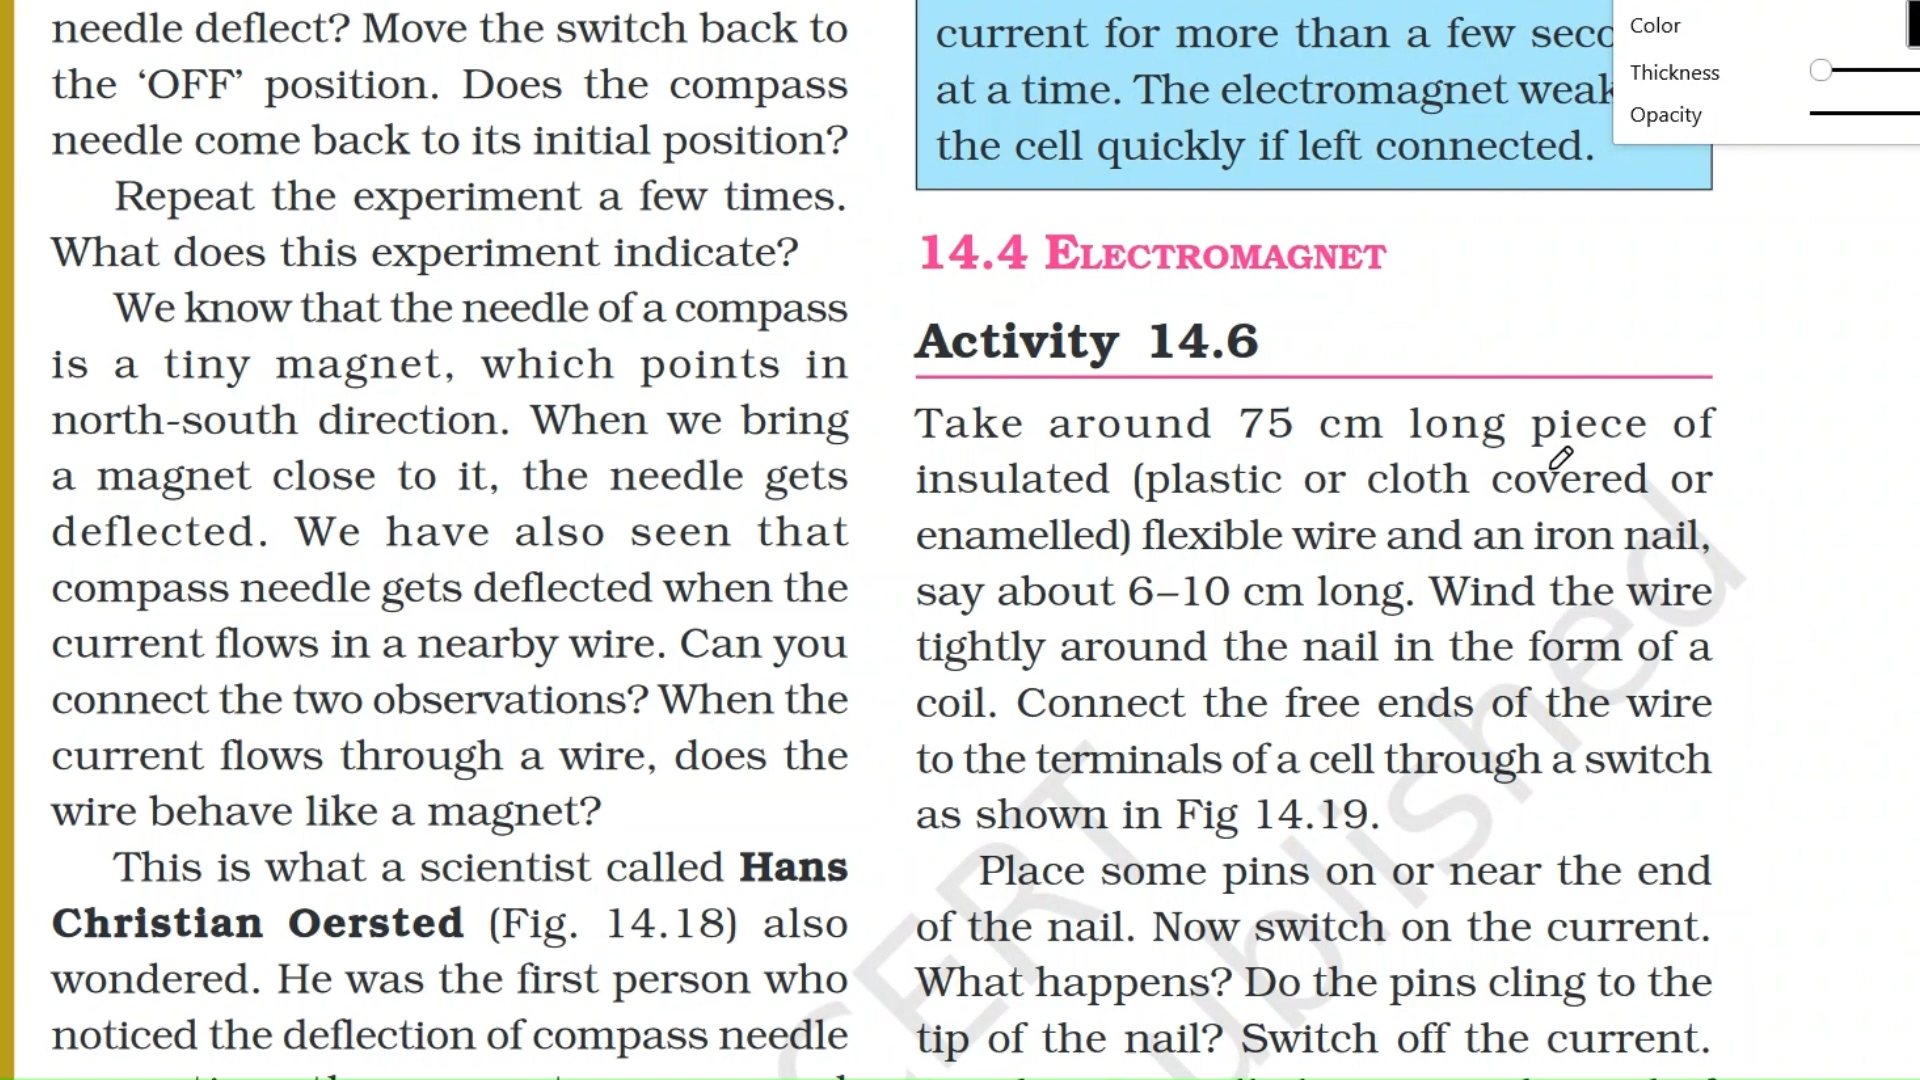 needle deflect? Move the switch back to
the ‘OFF’ position. Does the compass
needle come back to its initial position?
Repeat the experiment a few times.
What does this experiment indicate?
We know that the needle of a compass
is a tiny magnet, which points in
north-south direction. When we bring
a magnet close to it, the needle gets
deflected. We have also seen that
compass needle gets deflected when the
current flows in a nearby wire. Can you
connect the two observations? When the
current flows through a wire, does the
wire behave like a magnet?
This is what a scientist called Hans
Christian Oersted (Fig. 14.18) also
wondered. He was the first person who
noticed the deflection of compass needle
current for more than a few seco
at a time. The electromagnet weak
the cell quickly if left connected.
14.4 ELECTROMAGNET
Activity 14.6
Take around 75 cm long piece of
insulated (plastic or cloth covered or
enamelled) flexible wire and an iron nail,
say about 6–10 cm long. Wind the wire
tightly around the nail in the form of a
coil. Connect the free ends of the wire
to the terminals of a cell through a switch
as shown in Fig 14.19.
Place some pins on or near the end
of the nail. Now switch on the current.
What happens? Do the pins cling to the
tip of the nail? Switch off the current.
Color
Thickness
Opacity
CERT
ublished